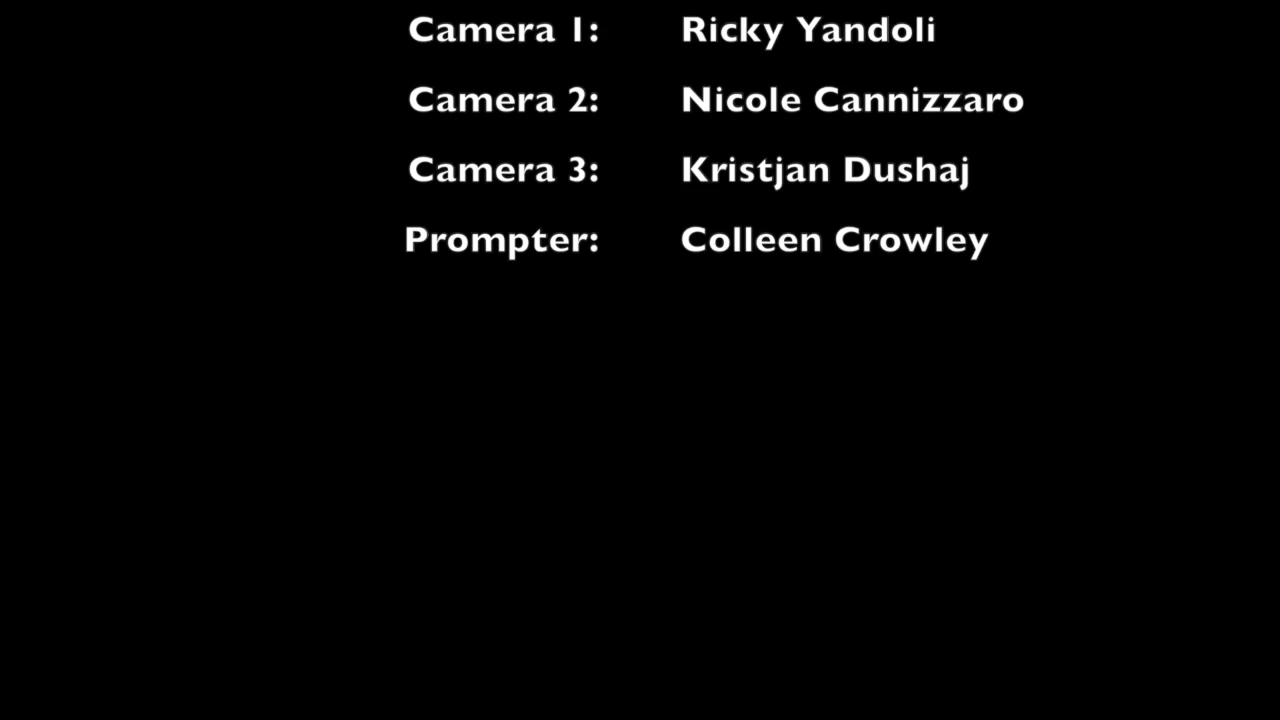 Camera 1: Ricky Yandoli
Camera 2: Nicole Cannizzaro
Camera 3: Kristjan Dushaj
Prompter: Colleen Crowley